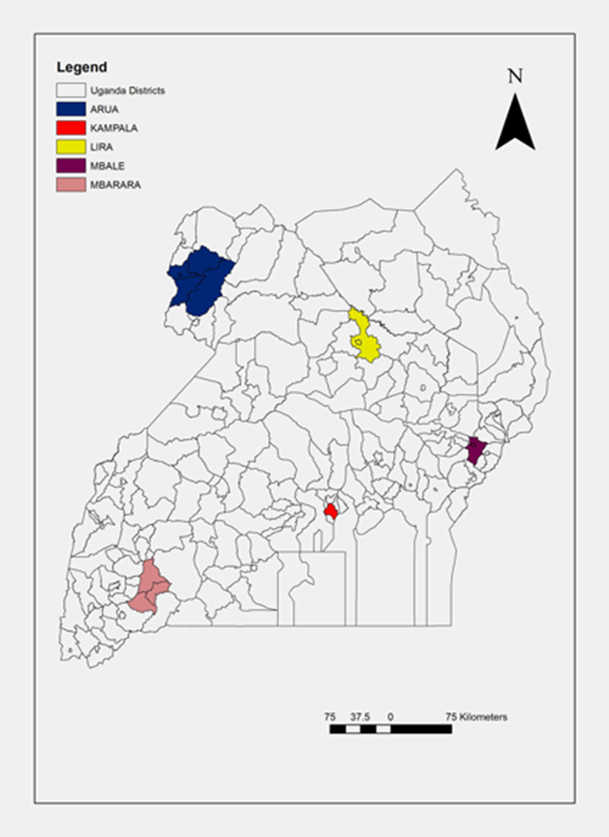 Legend
Uganda Districts
ARUA
KAMPALA
LIRA
MBALE
MBARARA
N
75 37.5 0 75 Kilometers